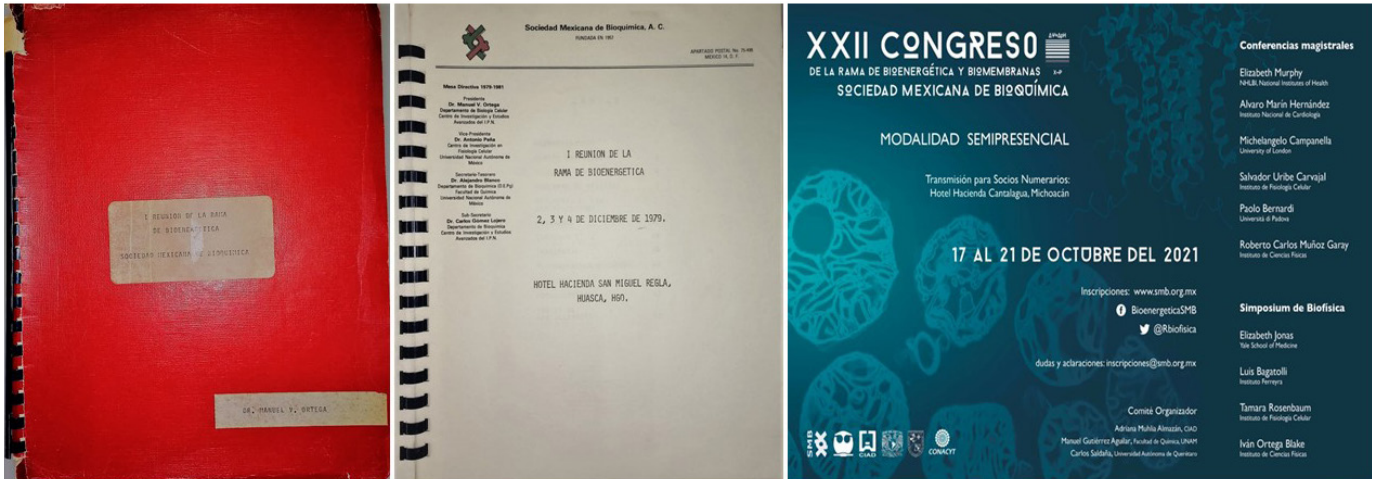 I REUNION DE LA RAMA
DE BIOENERGETICA
SOCIEDAD MEXICANA DE BIOQUIMICA
DR. MANUEL V. ORTEGA
Sociedad Mexicana de Bioquímica, A. C.
FUNDADA EN 1957
APARTADO POSTAL No.
MEXICO 14, D. F.
Mesa Directiva 1979-1981
Presidente
Dr. Manuel V. Ortega
Departamento de Biología Celular
Centro de Investigación y Estudios
Avanzados del I.P.N.
Vice-Presidente
Dr. Antonio Peña
Centro de Investigación en
Fisiología Celular
Universidad Nacional Autónoma de
México
Secretario-Tesorero
Dr. Alejandro Blanco
Departamento de Bioquímica (D.E.Pg)
Facultad de Química
Universidad Nacional Autónoma de
México
Sub-Secretario
Dr. Carlos Gómez Lojero
Departamento de Bioquímica
Centro de Investigación y Estudios
Avanzados del I.P.N.
I REUNION DE LA
RAMA DE BIOENERGETICA
2, 3 Y 4 DE DICIEMBRE DE 1979.
HOTEL HACIENDA SAN MIGUEL REGLA,
HUASCA, HGO.
XXII CONGRESO
DE LA RAMA DE BIOENERGÉTICA Y BIOMEMBRANAS
SOCIEDAD MEXICANA DE BIOQUÍMICA
MODALIDAD SEMIPRESENCIAL
Transmisión para Socios Numerarios:
Hotel Hacienda Cantalagua, Michoacán
17 AL 21 DE OCTUBRE DEL 2021
Inscripciones: www.smb.org.mx
BioenergeticaSMB
@Rbiofisica
dudas y aclaraciones: inscripciones@smb.org.mx
Comité Organizador
Adriana Muhlia Almazán, CIAD
Manuel Gutiérrez Aguilar, Facultad de Química, UNAM
Carlos Saldaña, Universidad Autónoma de Querétaro
SMB
CIAD
CONACYT
Conferencias magistrales
Elizabeth Murphy
NHLBI, National Institutes of Health
Alvaro Marín Hernández
Instituto Nacional de Cardiología
Michelangelo Campanella
University of London
Salvador Uribe Carvajal
Instituto de Fisiología Celular
Paolo Bernardi
Università di Padova
Roberto Carlos Muñoz Garay
Instituto de Ciencias Físicas
Simposium de Biofísica
Elizabeth Jonas
Yale School of Medicine
Luis Bagatolli
Instituto Ferreyra
Tamara Rosenbaum
Instituto de Fisiología Celular
Iván Ortega Blake
Instituto de Ciencias Físicas